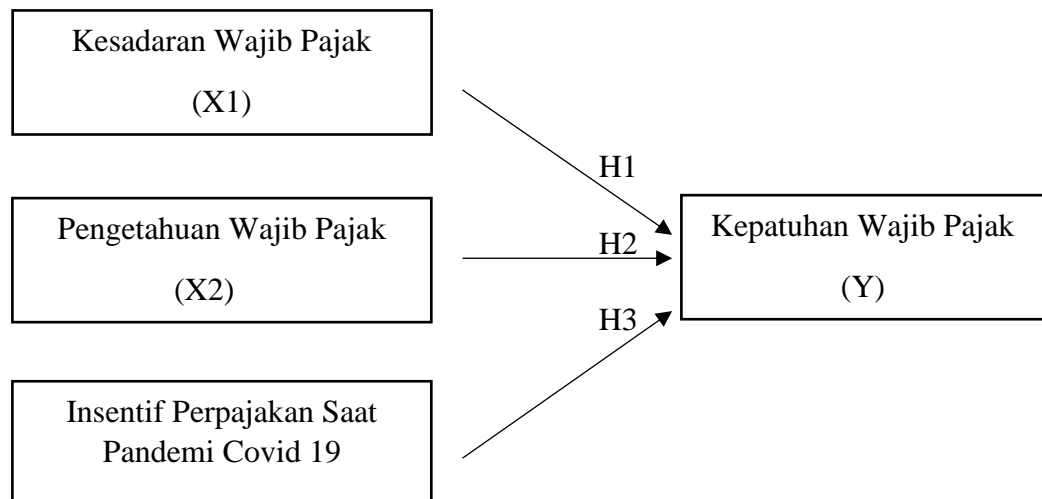 Kesadaran Wajib Pajak
(X1)
H1
Pengetahuan Wajib Pajak
(X2)
H2
Kepatuhan Wajib Pajak
(Y)
H3
Insentif Perpajakan Saat
Pandemi Covid 19